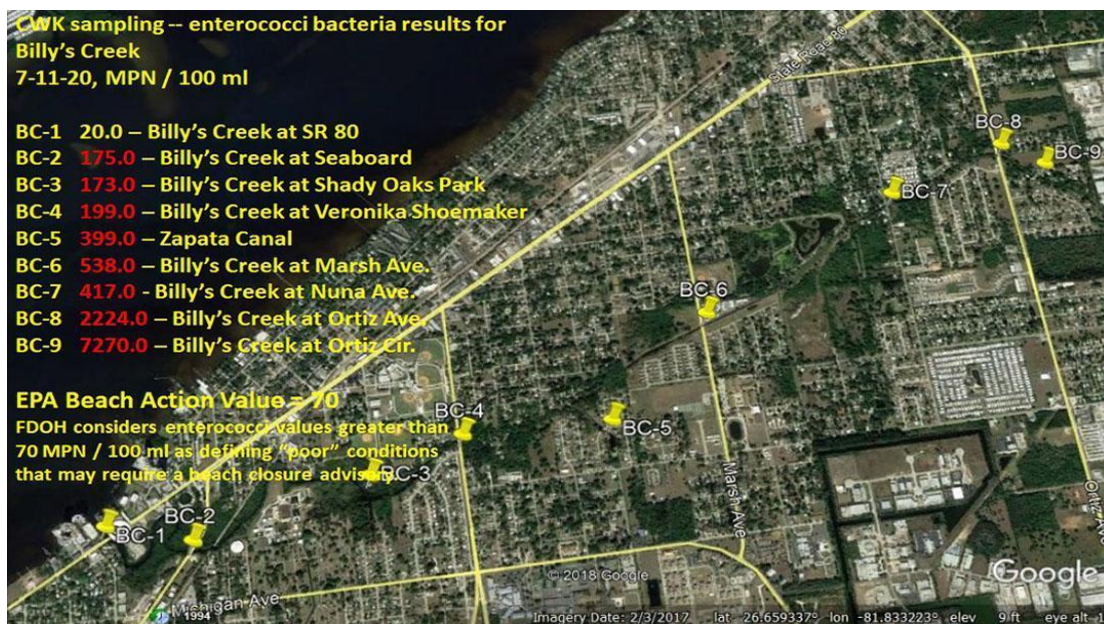 CWK sampling -- enterococci bacteria results for
Billy's Creek
7-11-20, MPN / 100 ml
BC-1 20.0 – Billy's Creek at SR 80
BC-2 175.0 – Billy's Creek at Seaboard
BC-3 173.0 – Billy's Creek at Shady Oaks Park
BC-4 199.0 – Billy's Creek at Veronika Shoemaker
BC-5 399.0 – Zapata Canal
BC-6 538.0 – Billy's Creek at Marsh Ave.
BC-7 417.0 - Billy's Creek at Nuna Ave.
BC-8 2224.0 – Billy's Creek at Ortiz Ave.
BC-9 7270.0 – Billy's Creek at Ortiz Cir.
EPA Beach Action Value = 70
FDOH considers enterococci values greater than
70 MPN / 100 ml as defining "poor" conditions
that may require a beach closure advisory.
State Road 80
BC-8
BC-9
BC-7
BC-6
BC-4
BC-5
BC-3
BC-2
BC-1
Marsh Ave
Ortiz Ave
Michigan Ave
© 2018 Google
Google
1994
Imagery Date: 2/3/2017 lat 26.659337° lon -81.833223° elev 9 ft eye alt 1